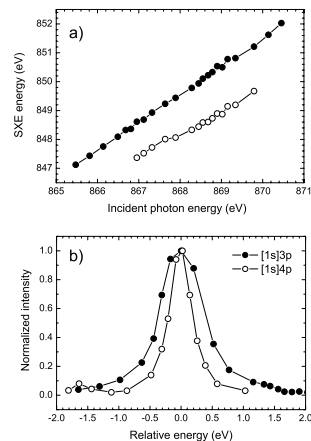 852
851
850
849
848
847
a)
SXE energy (eV)
865 866 867 868 869 870 871
Incident photon energy (eV)
b)
[1s]3p
[1s]4p
1.0
0.8
0.6
0.4
0.2
0.0
Normalized intensity
-2.0 -1.5 -1.0 -0.5 0.0 0.5 1.0 1.5 2.0
Relative energy (eV)